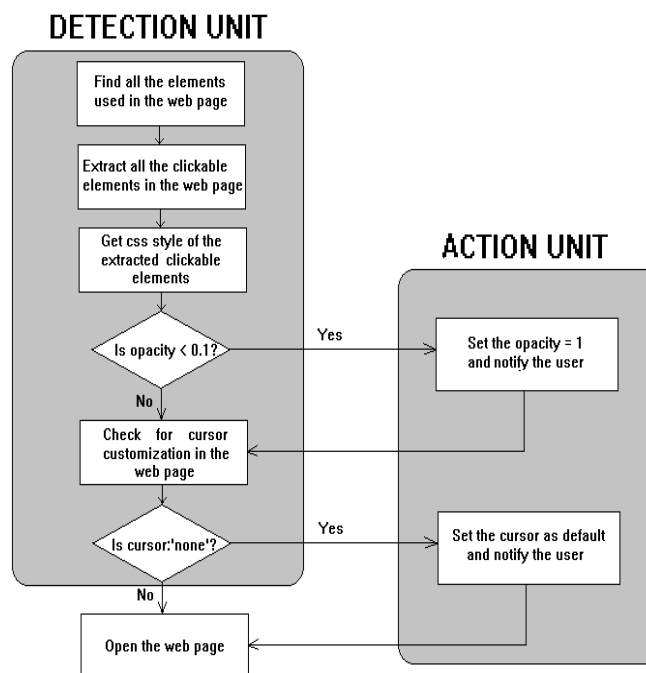 DETECTION UNIT
Find all the elements
used in the web page
Extract all the clickable
elements in the web page
Get css style of the
extracted clickable
elements
ACTION UNIT
Is opacity < 0.1?
Yes
Set the opacity = 1
and notify the user
No
Check for cursor
customization in the
web page
Is cursor:'none'?
Yes
Set the cursor as default
and notify the user
No
Open the web page